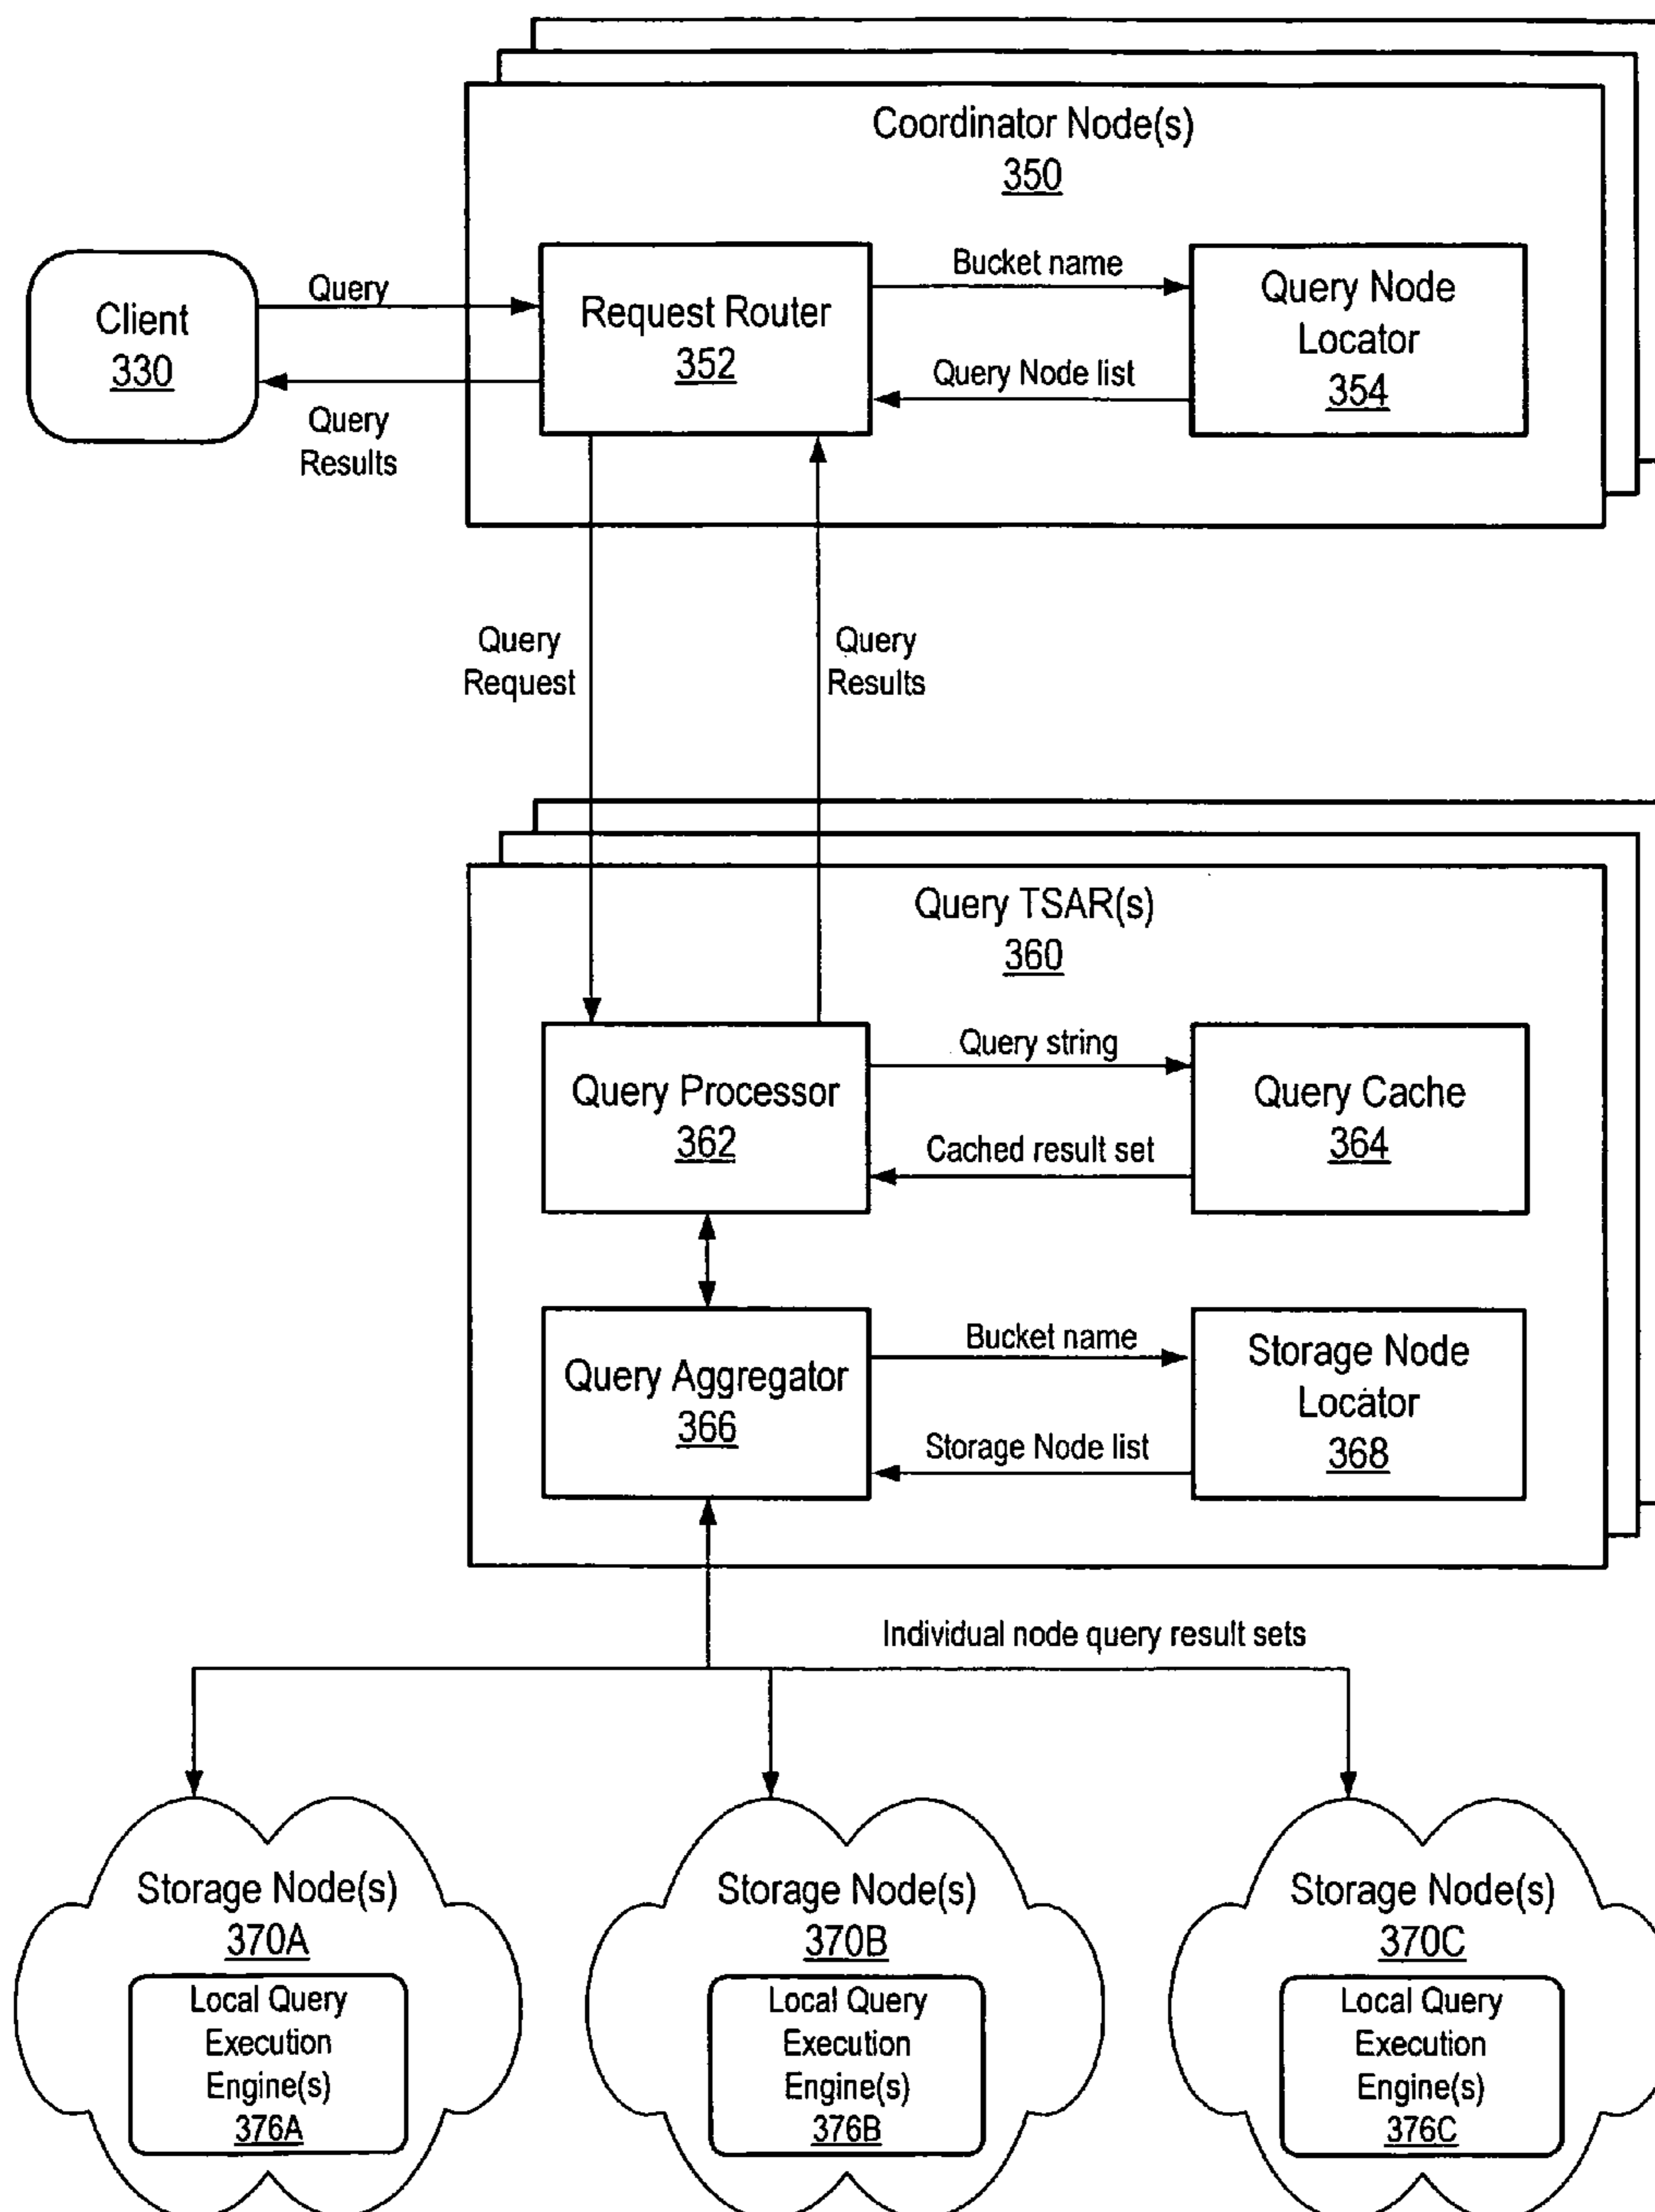 Coordinator Node(s)
350
Client
330
Query
Query
Results
Request Router
352
Bucket name
Query Node list
Query Node
Locator
354
Query
Request
Query
Results
Query TSAR(s)
360
Query Processor
362
Query string
Cached result set
Query Cache
364
Query Aggregator
366
Bucket name
Storage Node list
Storage Node
Locator
368
Individual node query result sets
Storage Node(s)
370A
Local Query
Execution
Engine(s)
376A
Storage Node(s)
370B
Local Query
Execution
Engine(s)
376B
Storage Node(s)
370C
Local Query
Execution
Engine(s)
376C